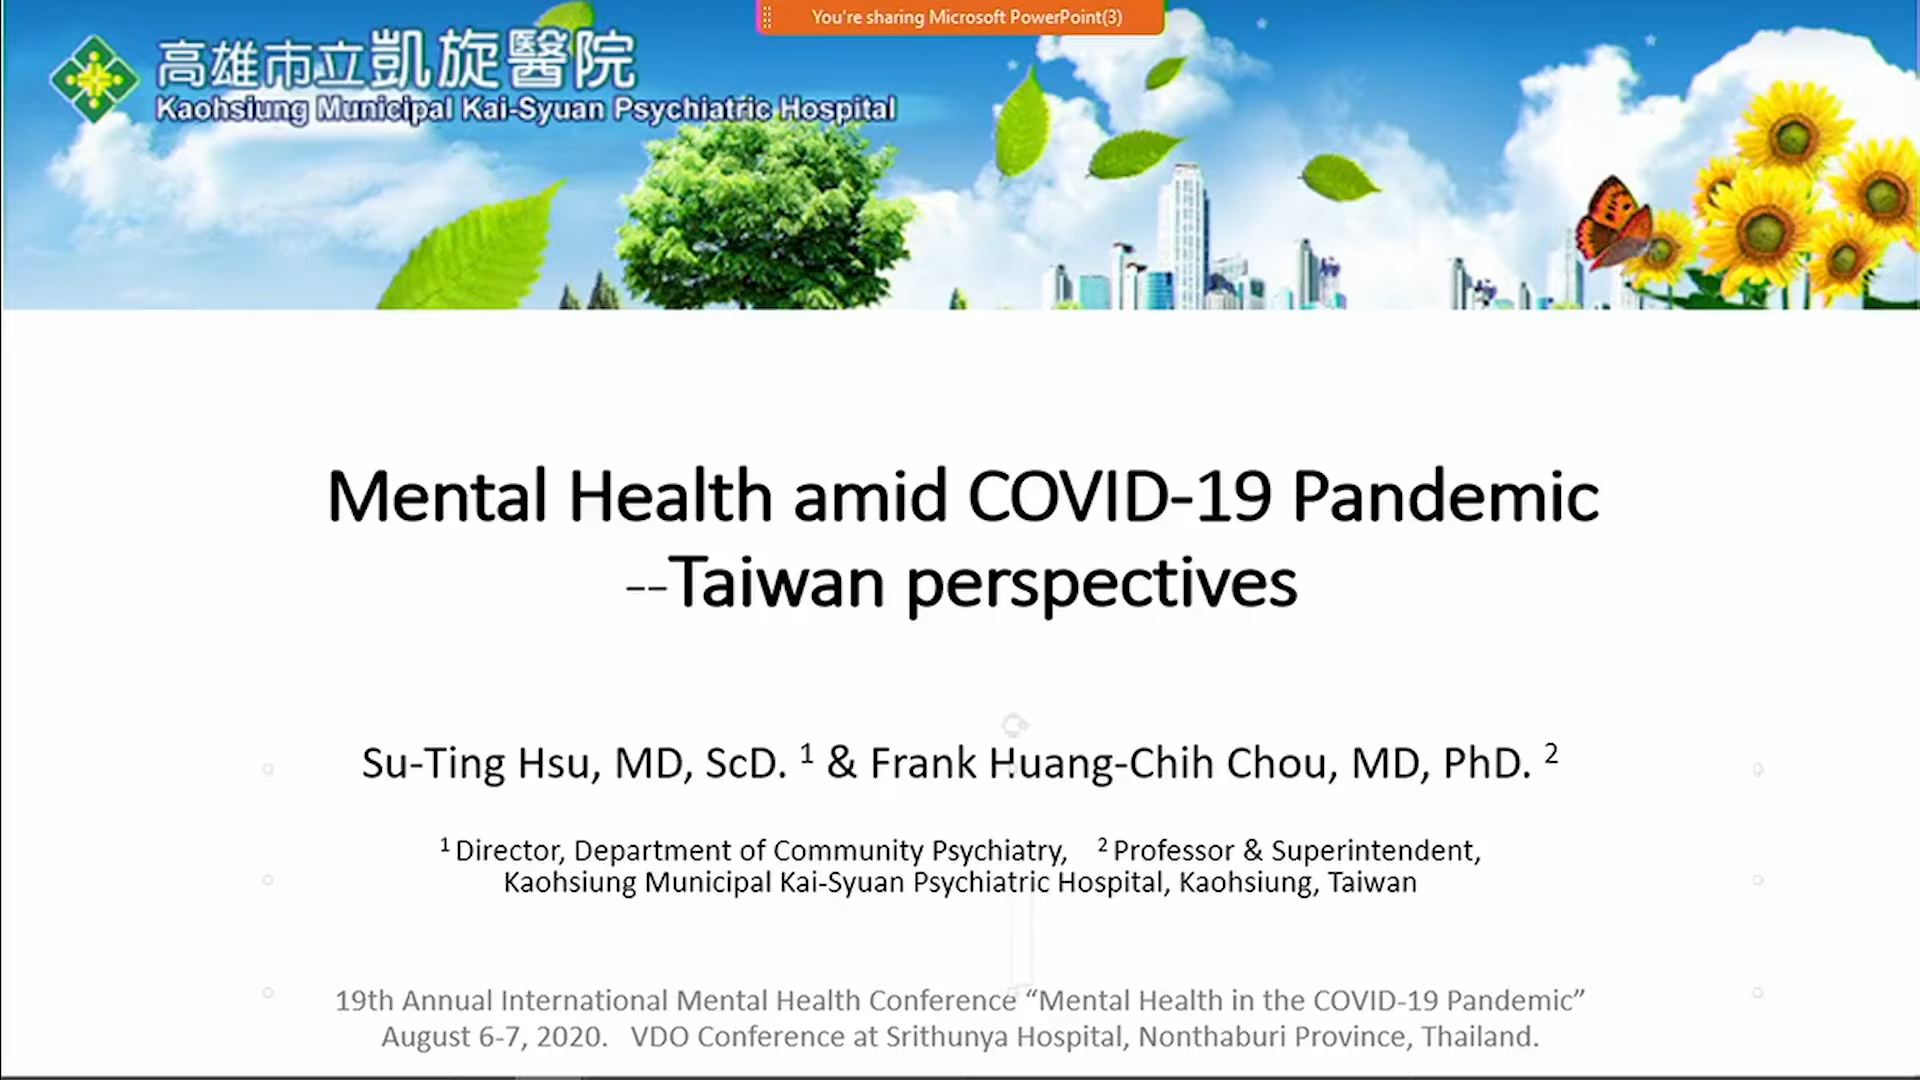 You're sharing Microsoft PowerPoint(3)
高雄市立凱旋醫院
Kaohsiung Municipal Kai-Syuan Psychiatric Hospital
Mental Health amid COVID-19 Pandemic
--Taiwan perspectives
Su-Ting Hsu, MD, ScD. 1 & Frank Huang-Chih Chou, MD, PhD. 2
1 Director, Department of Community Psychiatry, 2 Professor & Superintendent,
Kaohsiung Municipal Kai-Syuan Psychiatric Hospital, Kaohsiung, Taiwan
19th Annual International Mental Health Conference “Mental Health in the COVID-19 Pandemic”
August 6-7, 2020. VDO Conference at Srithunya Hospital, Nonthaburi Province, Thailand.